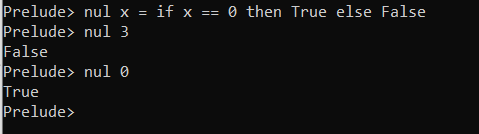 Prelude> nul x = if x == 0 then True else False
Prelude> nul 3
False
Prelude> nul 0
True
Prelude>